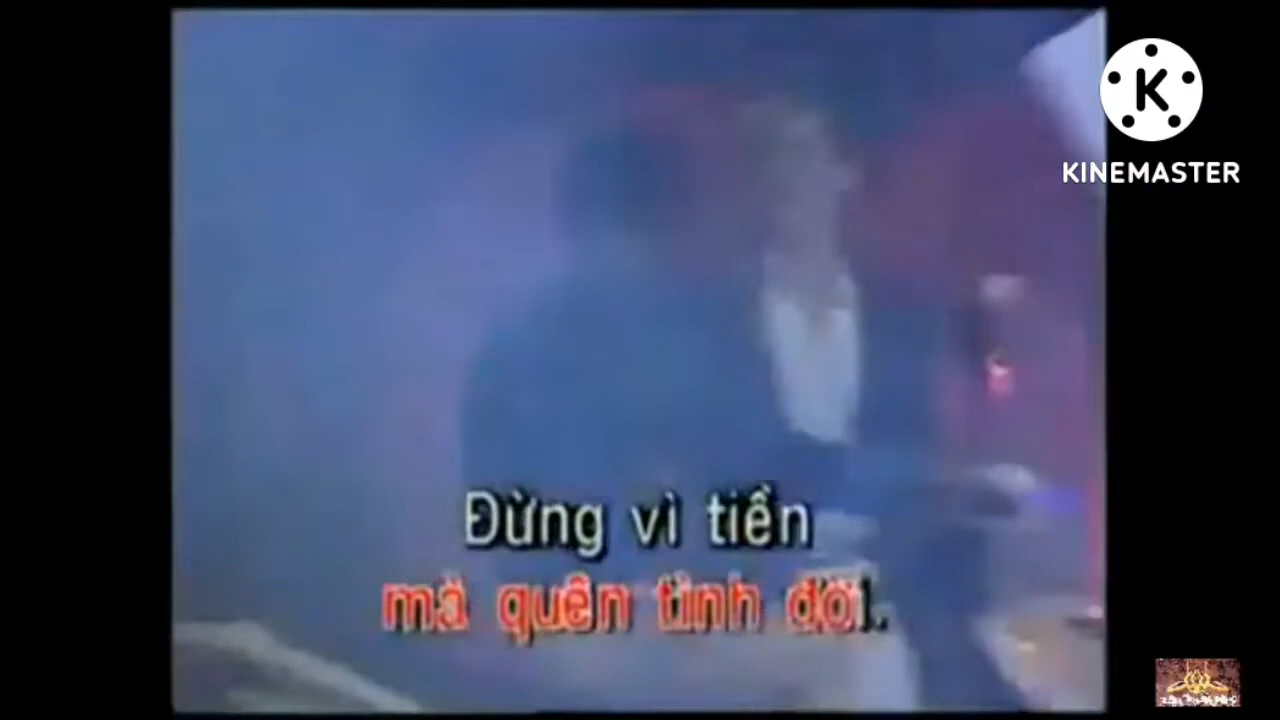 K
KINEMASTER
Đừng vì tiền
mà quên tình đời.